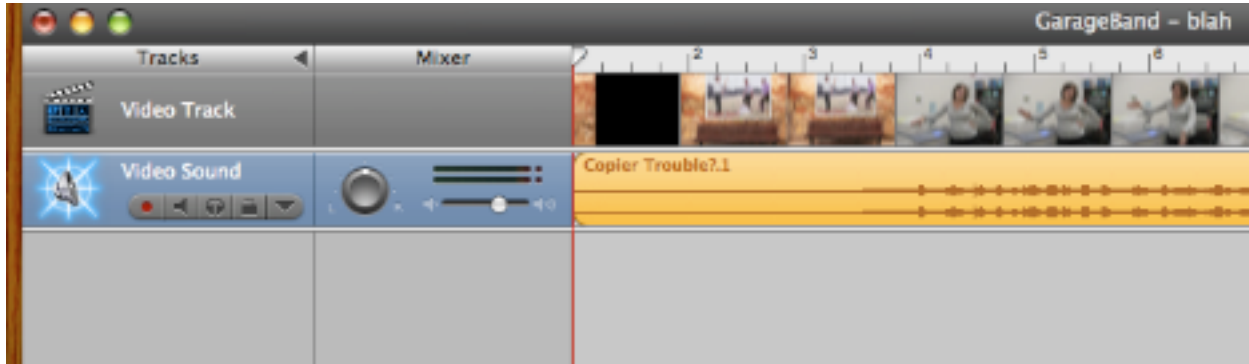 GarageBand – blah
Tracks Mixer 2 3 4 5 6
Video Track
Video Sound
L R
Copier Trouble?.1